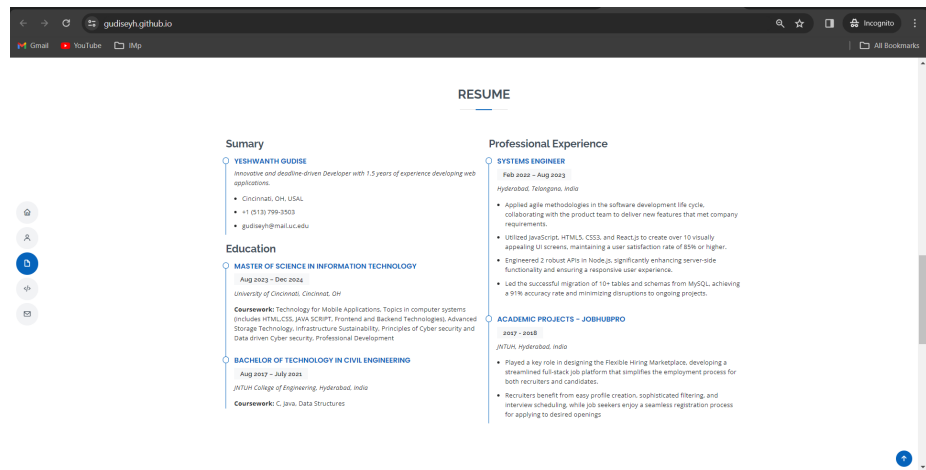 gudiseyh.github.io
Incognito
Gmail
YouTube
IMp
All Bookmarks
RESUME
Sumary
YESHWANTH GUDISE
Innovative and deadline-driven Developer with 1.5 years of experience developing web
applications.
Cincinnati, OH, USAL
+1 (513) 799-3503
gudiseyh@mail.uc.edu
Education
MASTER OF SCIENCE IN INFORMATION TECHNOLOGY
Aug 2023 – Dec 2024
University of Cincinnati, Cincinnat, OH
Coursework: Technology for Mobile Applications, Topics in computer systems
(includes HTML,CSS, JAVA SCRIPT, Frontend and Backend Technologies). Advanced
Storage Technology, Infrastructure Sustainability, Principles of Cyber security and
Data driven Cyber security, Professional Development
BACHELOR OF TECHNOLOGY IN CIVIL ENGINEERING
Aug 2017 – July 2021
JNTUH College of Engineering, Hyderabad, India
Coursework: C, Java, Data Structures
Professional Experience
SYSTEMS ENGINEER
Feb 2022 – Aug 2023
Hyderabad, Telangana, India
Applied agile methodologies in the software development life cycle,
collaborating with the product team to deliver new features that met company
requirements.
Utilized JavaScript, HTML5, CSS3, and React.js to create over 10 visually
appealing UI screens, maintaining a user satisfaction rate of 85% or higher.
Engineered 2 robust APIs in Node.js, significantly enhancing server-side
functionality and ensuring a responsive user experience.
Led the successful migration of 10+ tables and schemas from MySQL, achieving
a 91% accuracy rate and minimizing disruptions to ongoing projects.
ACADEMIC PROJECTS – JOBHUBPRO
2017 - 2018
JNTUH, Hyderabad, India
Played a key role in designing the Flexible Hiring Marketplace, developing a
streamlined full-stack job platform that simplifies the employment process for
both recruiters and candidates.
Recruiters benefit from easy profile creation, sophisticated filtering, and
interview scheduling, while job seekers enjoy a seamless registration process
for applying to desired openings